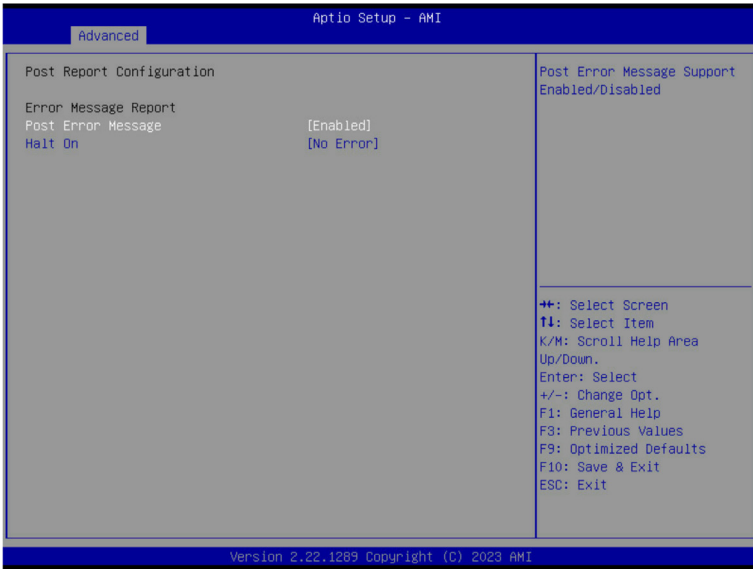 Aptio Setup – AMI
Advanced
Post Report Configuration
Error Message Report
Post Error Message [Enabled]
Halt On [No Error]
Post Error Message Support
Enabled/Disabled
→←: Select Screen
↑↓: Select Item
K/M: Scroll Help Area
Up/Down.
Enter: Select
+/-: Change Opt.
F1: General Help
F3: Previous Values
F9: Optimized Defaults
F10: Save & Exit
ESC: Exit
Version 2.22.1289 Copyright (C) 2023 AMI